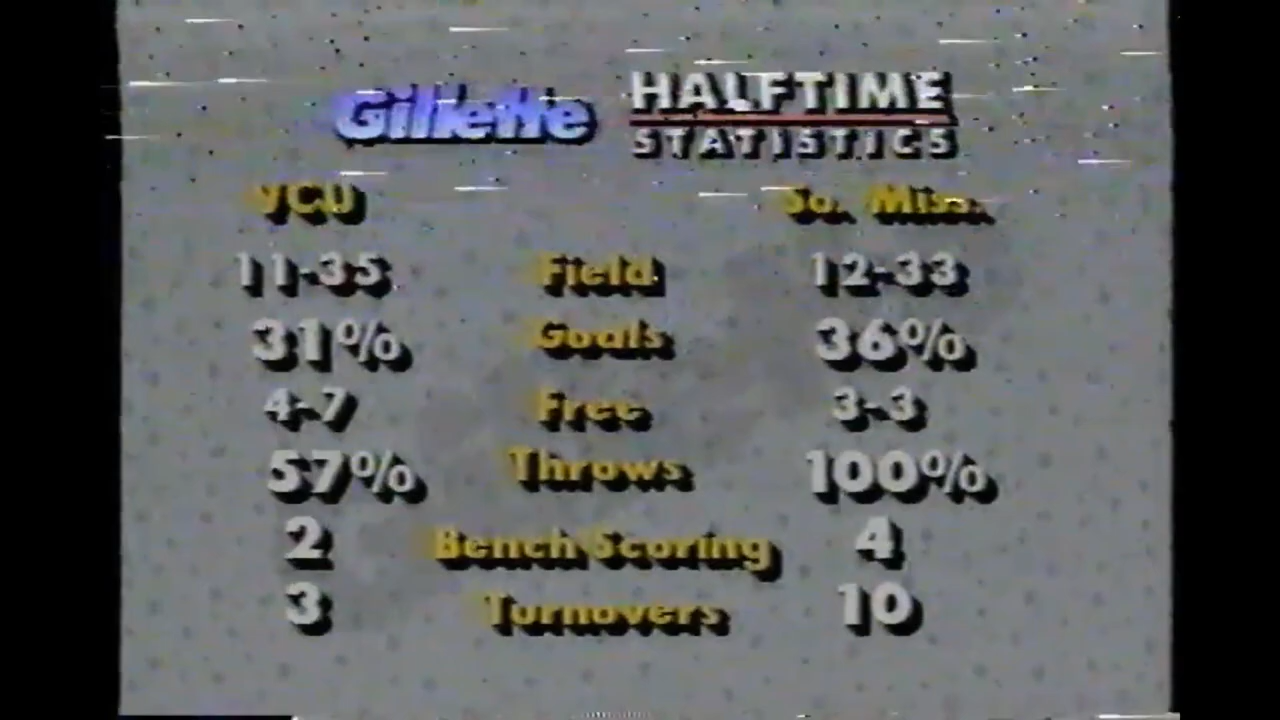 Gillette HALFTIME STATISTICS
VCU So. Miss.
11-35 Field 12-33
31% Goals 36%
4-7 Free 3-3
57% Throws 100%
2 Bench Scoring 4
3 Turnovers 10